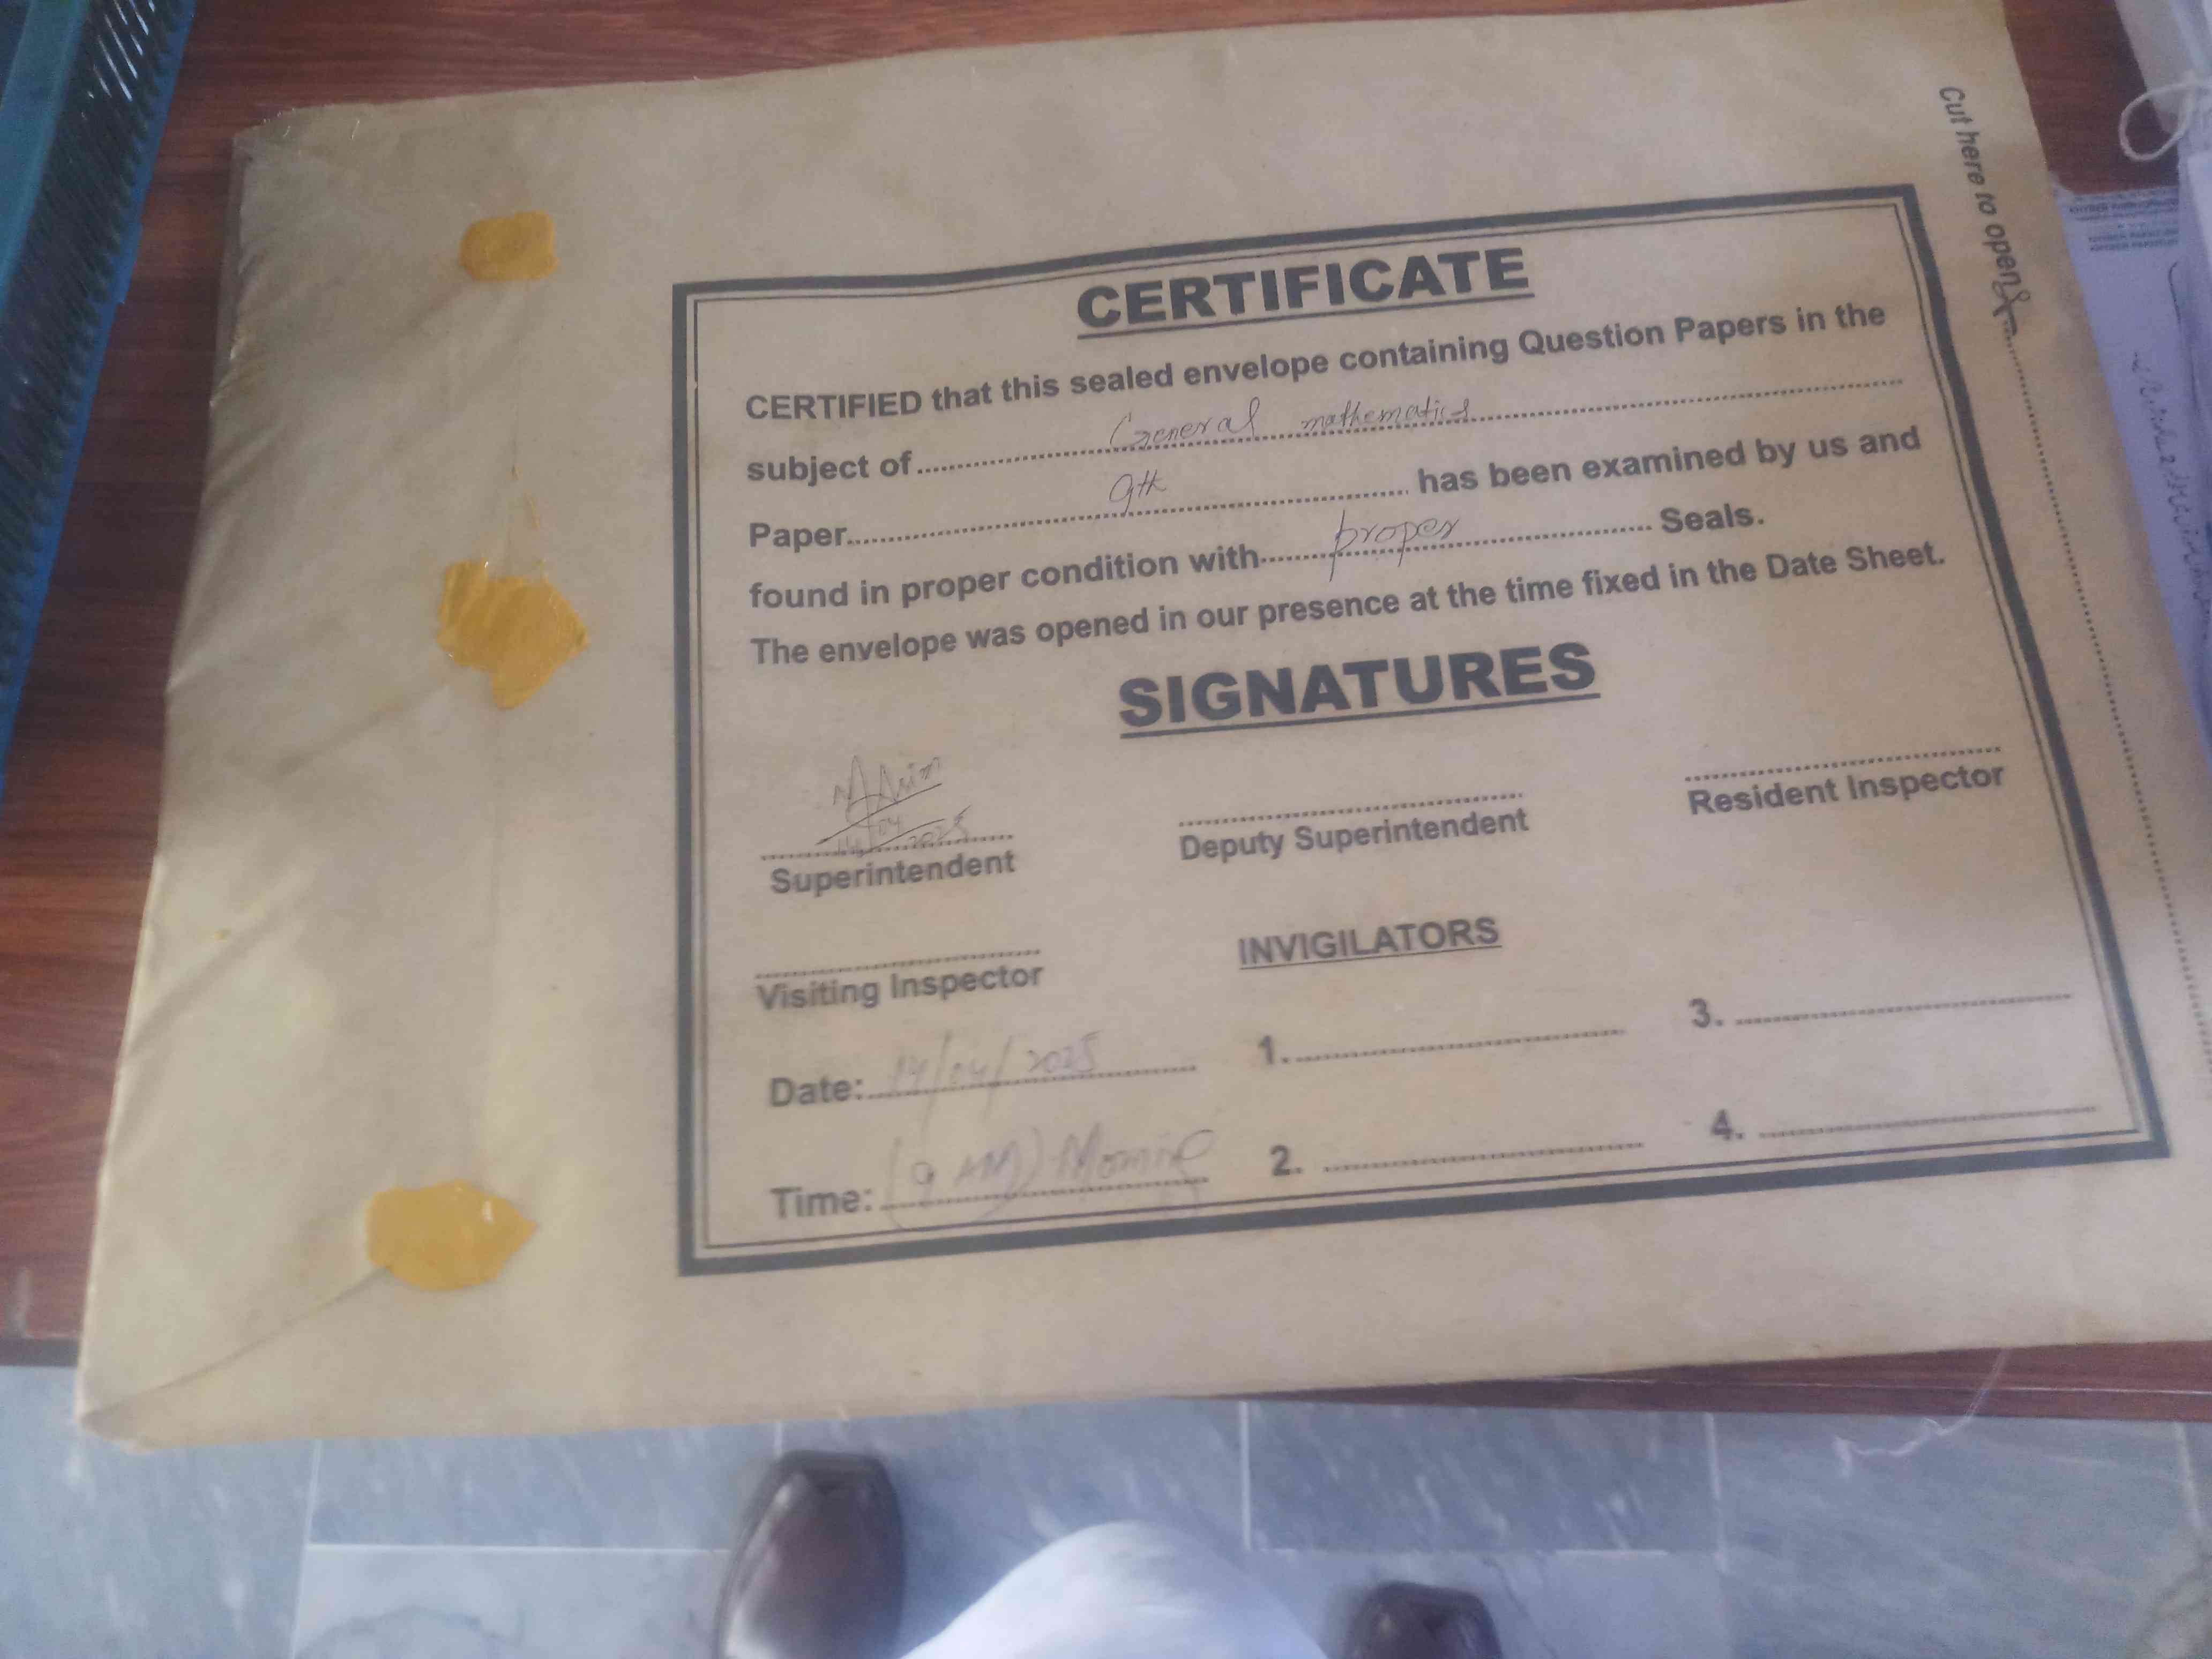 Cut here to open
CERTIFICATE
CERTIFIED that this sealed envelope containing Question Papers in the
subject of General mathematics
Paper 9th has been examined by us and
found in proper condition with proper Seals.
The envelope was opened in our presence at the time fixed in the Date Sheet.
SIGNATURES
14/04/2025
Superintendent
Deputy Superintendent
Resident Inspector
Visiting Inspector
INVIGILATORS
Date: 14/04/2025
1.
3.
Time: (9 AM) Morning
2.
4.